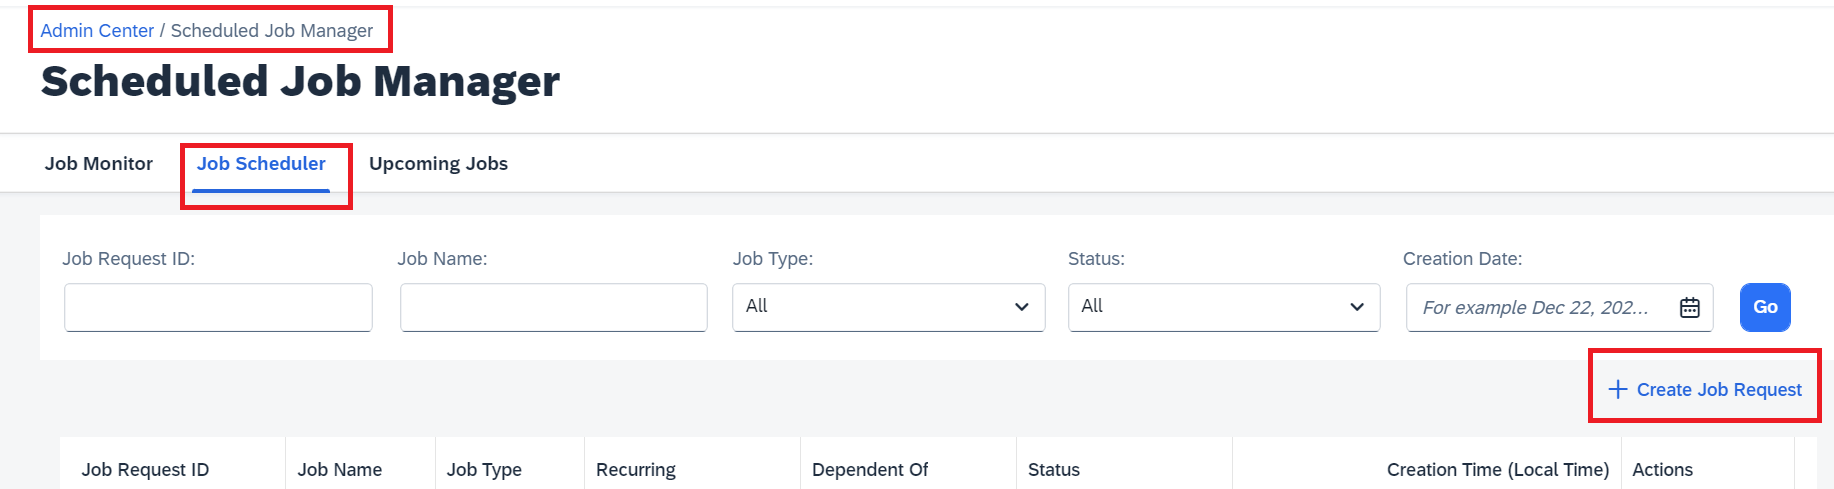 Admin Center / Scheduled Job Manager
Scheduled Job Manager
Job Monitor Job Scheduler Upcoming Jobs
Job Request ID: Job Name: Job Type: Status: Creation Date:
All All For example Dec 22, 202... Go
+ Create Job Request
Job Request ID Job Name Job Type Recurring Dependent Of Status Creation Time (Local Time) Actions